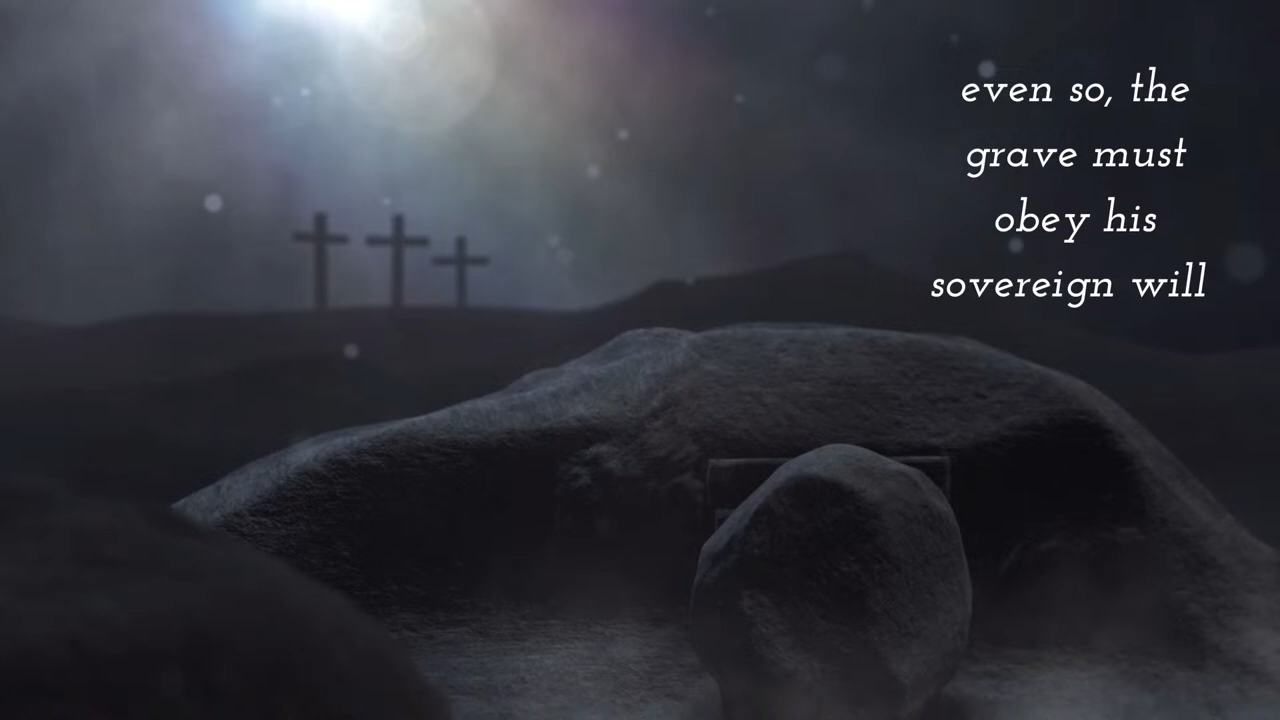 even so, the
grave must
obey his
sovereign will